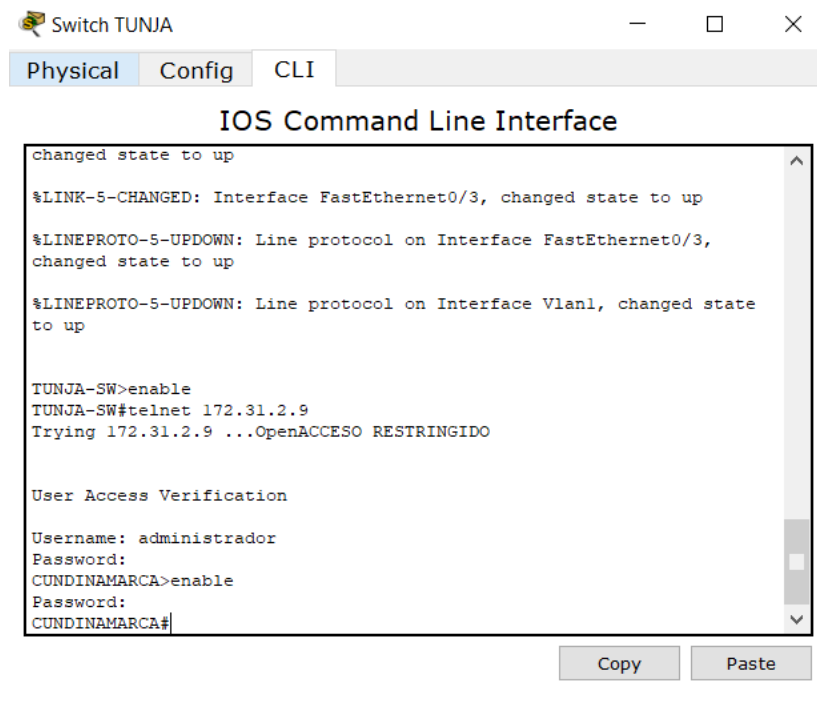 Switch TUNJA
Physical Config CLI
IOS Command Line Interface
changed state to up
%LINK-5-CHANGED: Interface FastEthernet0/3, changed state to up
%LINEPROTO-5-UPDOWN: Line protocol on Interface FastEthernet0/3,
changed state to up
%LINEPROTO-5-UPDOWN: Line protocol on Interface Vlan1, changed state
to up
TUNJA-SW>enable
TUNJA-SW#telnet 172.31.2.9
Trying 172.31.2.9 ...OpenACCESO RESTRINGIDO
User Access Verification
Username: administrador
Password:
CUNDINAMARCA>enable
Password:
CUNDINAMARCA#
Copy Paste